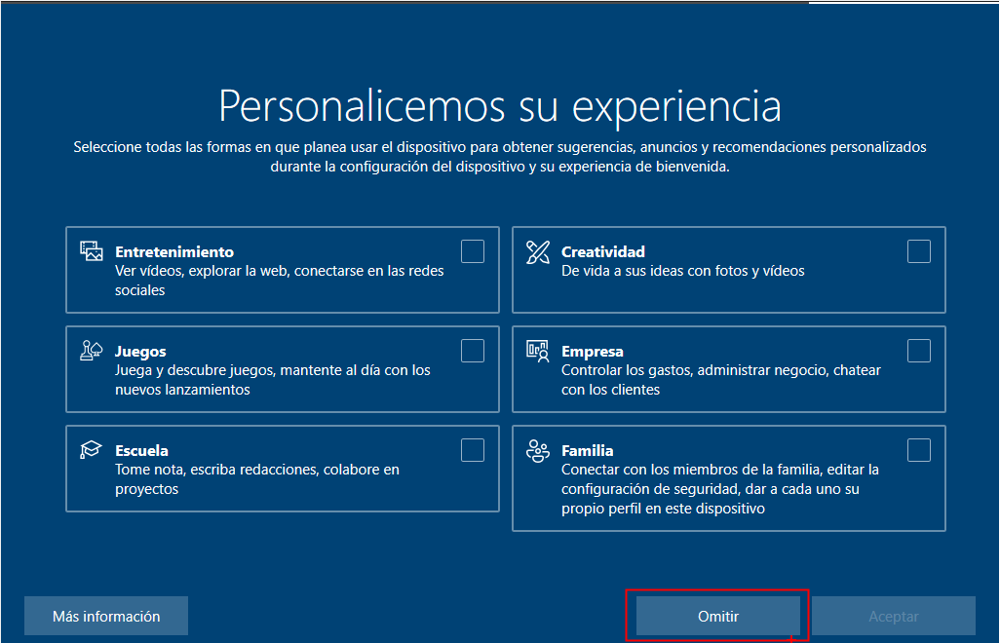 Personalicemos su experiencia
Seleccione todas las formas en que planea usar el dispositivo para obtener sugerencias, anuncios y recomendaciones personalizados
durante la configuración del dispositivo y su experiencia de bienvenida.
Entretenimiento
Ver vídeos, explorar la web, conectarse en las redes
sociales
Creatividad
De vida a sus ideas con fotos y vídeos
Juegos
Juega y descubre juegos, mantente al día con los
nuevos lanzamientos
Empresa
Controlar los gastos, administrar negocio, chatear
con los clientes
Escuela
Tome nota, escriba redacciones, colabore en
proyectos
Familia
Conectar con los miembros de la familia, editar la
configuración de seguridad, dar a cada uno su
propio perfil en este dispositivo
Más información
Omitir
Aceptar